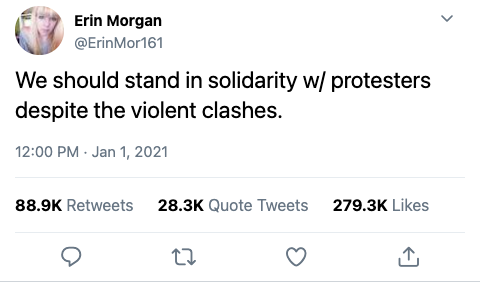 Erin Morgan
@ErinMor161
We should stand in solidarity w/ protesters
despite the violent clashes.
12:00 PM · Jan 1, 2021
88.9K Retweets 28.3K Quote Tweets 279.3K Likes